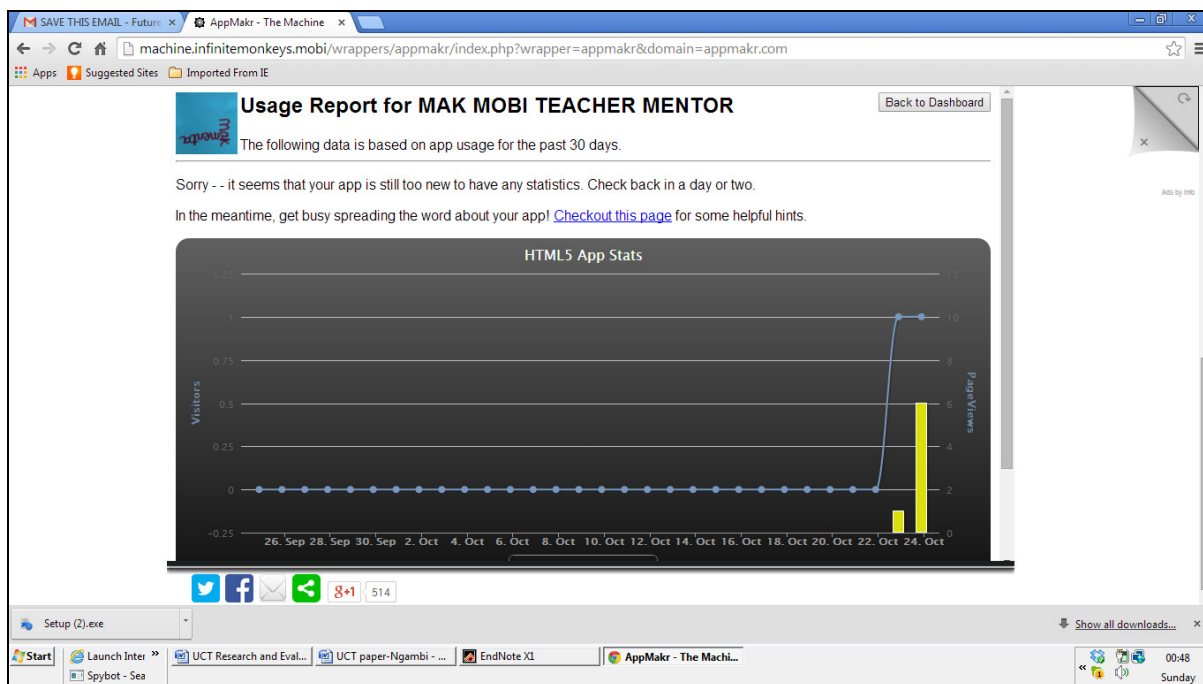 SAVE THIS EMAIL - Future
AppMakr - The Machine
machine.infinitemonkeys.mobi/wrappers/appmakr/index.php?wrapper=appmakr&domain=appmakr.com
Apps Suggested Sites Imported From IE
Usage Report for MAK MOBI TEACHER MENTOR
Back to Dashboard
The following data is based on app usage for the past 30 days.
Sorry - - it seems that your app is still too new to have any statistics. Check back in a day or two.
Ads by Info
In the meantime, get busy spreading the word about your app! Checkout this page for some helpful hints.
HTML5 App Stats
1.25 12
1 10
0.75 8
Visitors
PageViews
0.5 6
0.25 4
0 2
-0.25 0
26. Sep 28. Sep 30. Sep 2. Oct 4. Oct 6. Oct 8. Oct 10. Oct 12. Oct 14. Oct 16. Oct 18. Oct 20. Oct 22. Oct 24. Oct
g+1 514
Setup (2).exe
Show all downloads...
Start Launch Inter UCT Research and Eval... UCT paper-Ngambi - ... EndNote X1 AppMakr - The Machi... 00:48
Spybot - Sea Sunday